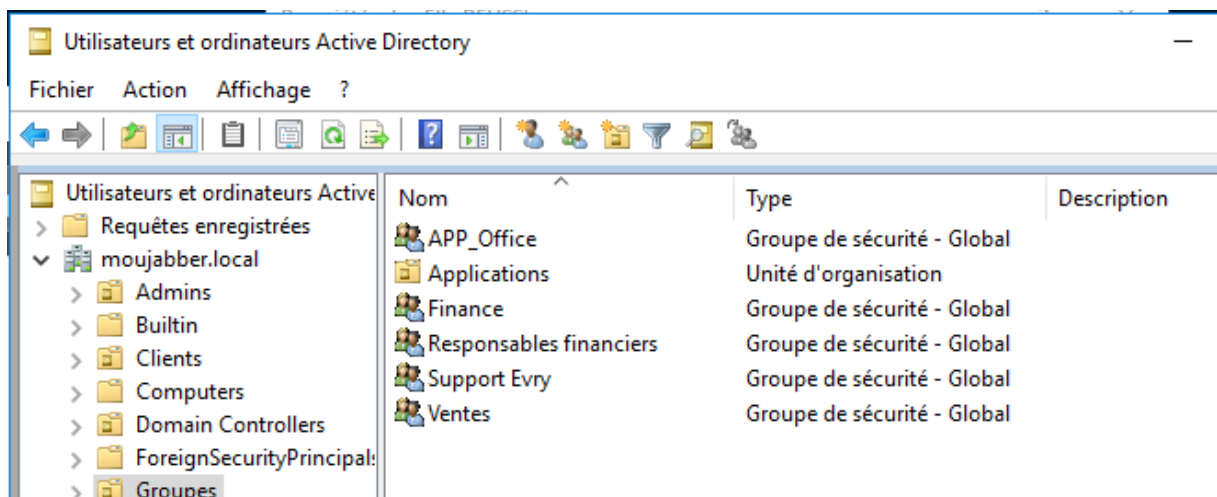 Utilisateurs et ordinateurs Active Directory
Fichier Action Affichage ?
Utilisateurs et ordinateurs Active
Requêtes enregistrées
moujabber.local
Admins
Builtin
Clients
Computers
Domain Controllers
ForeignSecurityPrincipal
Groupes
Nom Type Description
APP_Office Groupe de sécurité - Global
Applications Unité d'organisation
Finance Groupe de sécurité - Global
Responsables financiers Groupe de sécurité - Global
Support Evry Groupe de sécurité - Global
Ventes Groupe de sécurité - Global